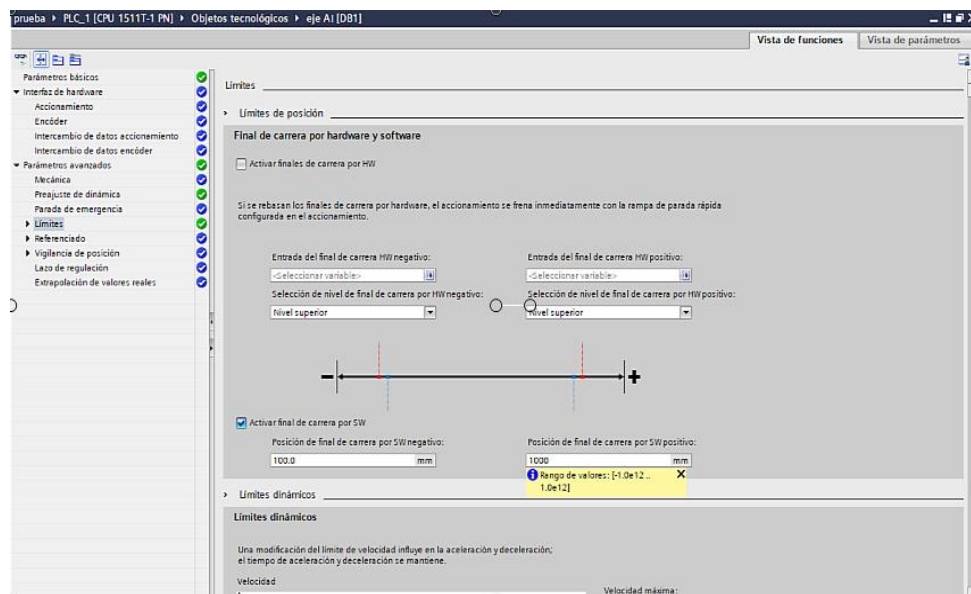 prueba ▸ PLC_1 [CPU 1511T-1 PN] ▸ Objetos tecnológicos ▸ eje AI [DB1]
Vista de funciones Vista de parámetros
Parámetros básicos
Interfaz de hardware
Accionamiento
Encóder
Intercambio de datos accionamiento
Intercambio de datos encóder
Parámetros avanzados
Mecánica
Preajuste de dinámica
Parada de emergencia
Límites
Referenciado
Vigilancia de posición
Lazo de regulación
Extrapolación de valores reales
Límites
Límites de posición
Final de carrera por hardware y software
Activar finales de carrera por HW
Si se rebasan los finales de carrera por hardware, el accionamiento se frena inmediatamente con la rampa de parada rápida
configurada en el accionamiento.
Entrada del final de carrera HW negativo: Entrada del final de carrera HW positivo:
<Seleccionar variable> <Seleccionar variable>
Selección de nivel de final de carrera por HW negativo: Selección de nivel de final de carrera por HW positivo:
Nivel superior Nivel superior
− +
Activar final de carrera por SW
Posición de final de carrera por SW negativo: Posición de final de carrera por SW positivo:
100.0 mm 1000 mm
Rango de valores: [-1.0e12 ..
1.0e12]
Límites dinámicos
Límites dinámicos
Una modificación del límite de velocidad influye en la aceleración y deceleración;
el tiempo de aceleración y deceleración se mantiene.
Velocidad
Velocidad máxima: